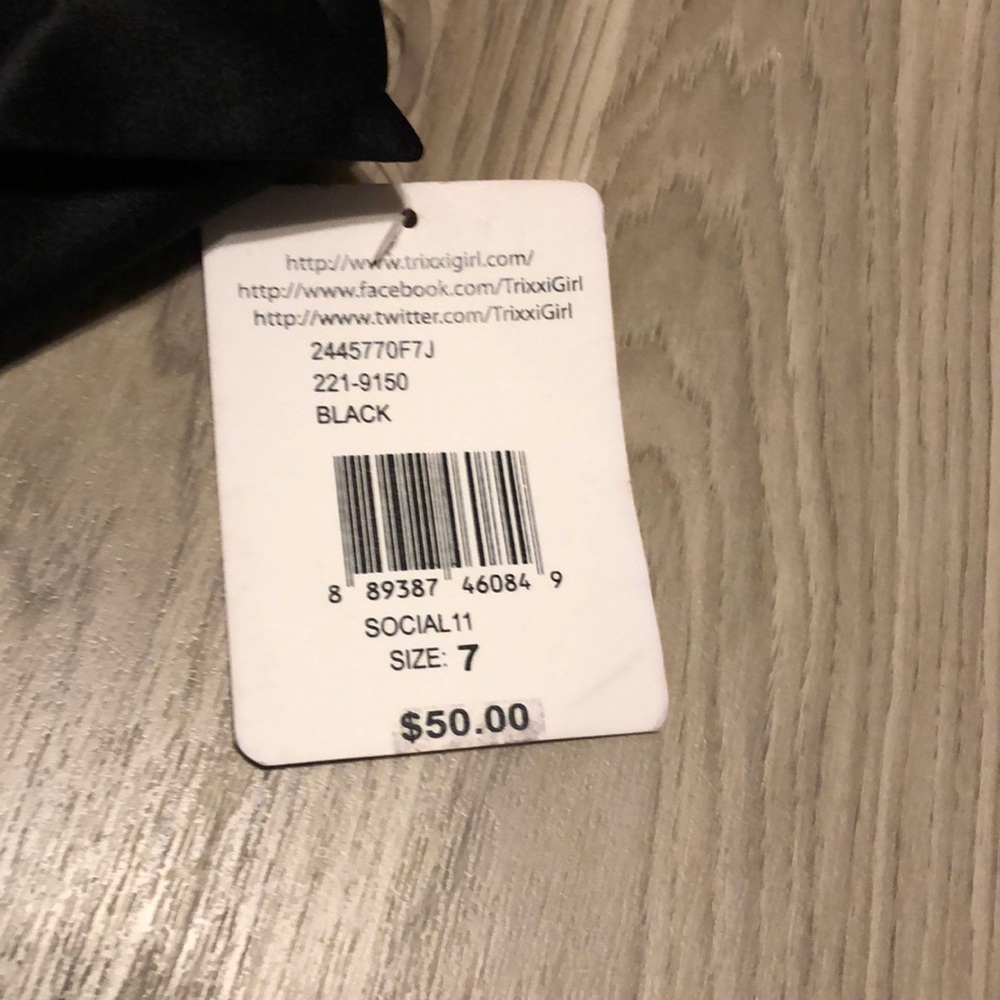 http://www.trixxigirl.com/
http://www.facebook.com/TrixxiGirl
http://www.twitter.com/TrixxiGirl
2445770F7J
221-9150
BLACK
8 89387 46084 9
SOCIAL11
SIZE: 7
$50.00